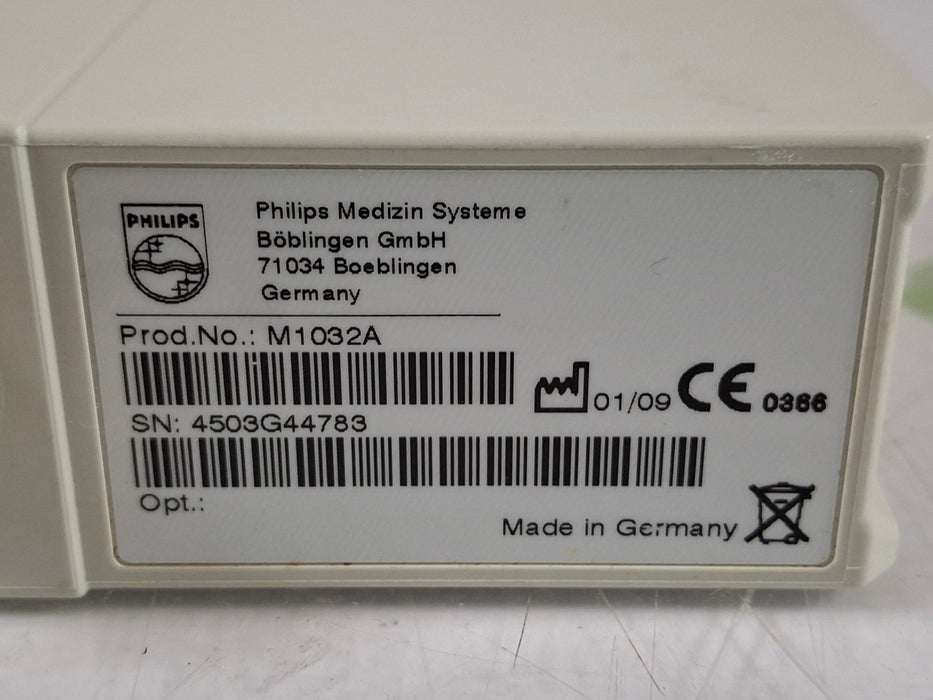 PHILIPS
Philips Medizin Systeme
Böblingen GmbH
71034 Boeblingen
Germany
Prod.No.: M1032A
01/09
CE 0366
SN: 4503G44783
Opt.:
Made in Germany